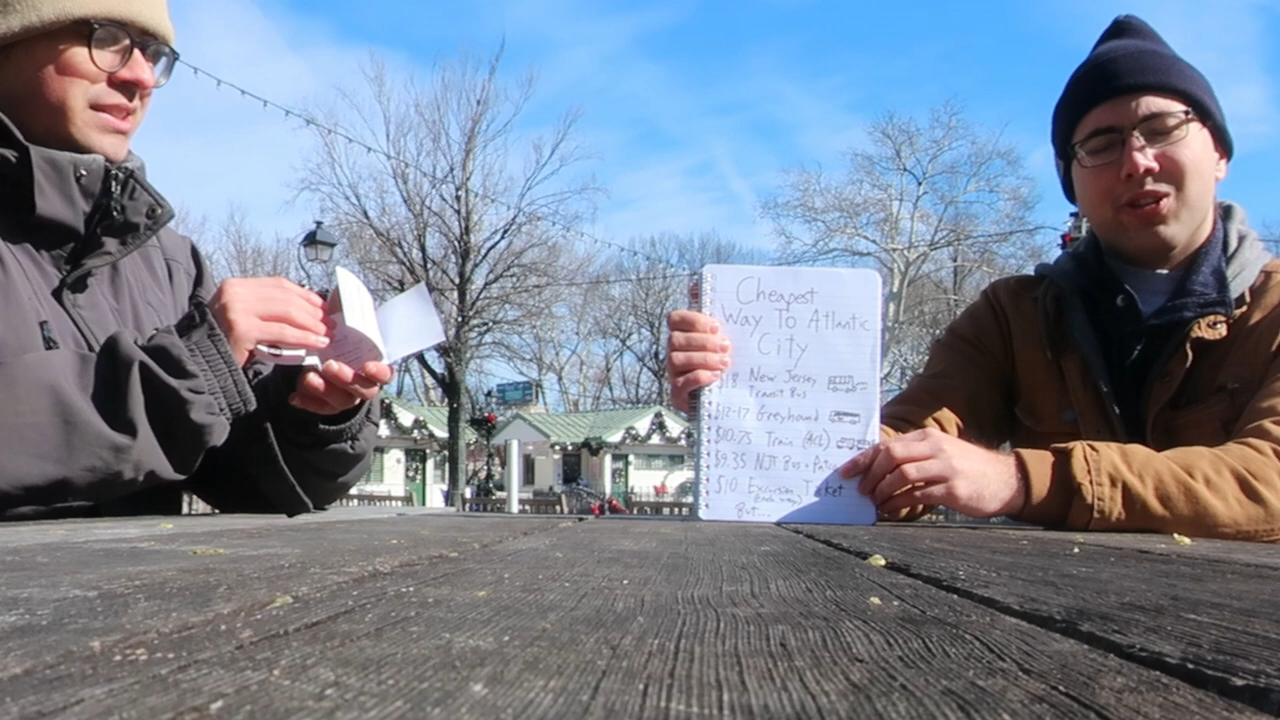 Cheapest
Way To Atlantic
City
$18 New Jersey
Transit Bus
$12-17 Greyhound
$10.75 Train (ACL)
$9.35 NJT Bus + Patco
$10 Excursion Ticket
(Each way)
But...